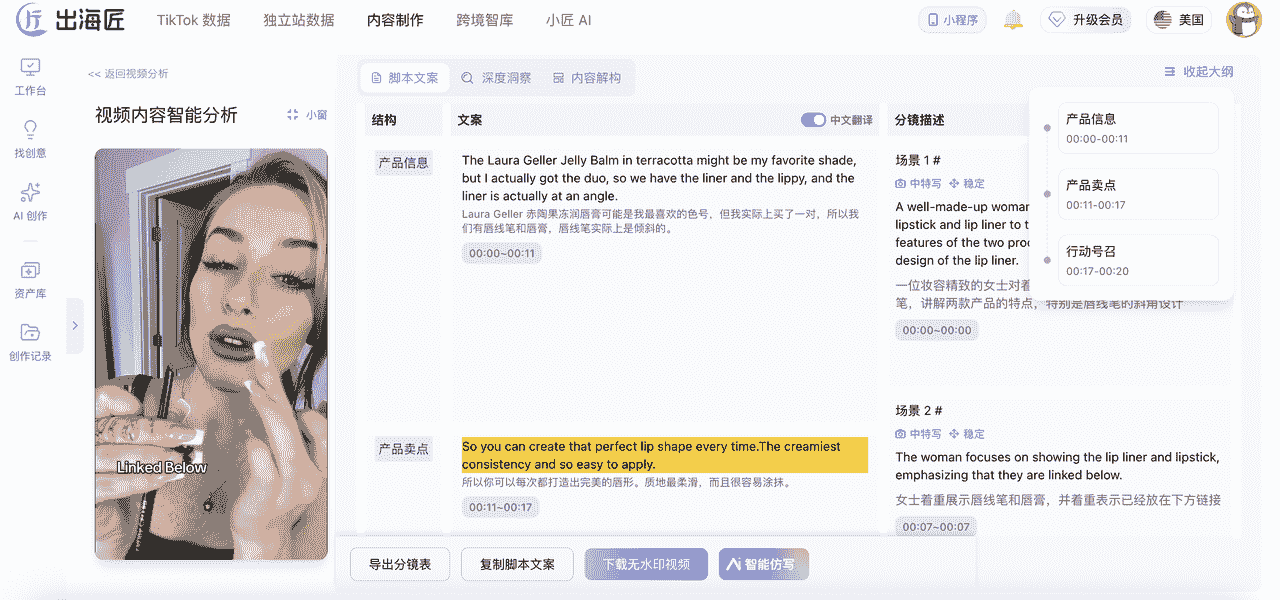 出海匠
TikTok 数据
独立站数据
内容制作
跨境智库
小匠 AI
小程序
升级会员
美国
工作台
找创意
AI 创作
资产库
创作记录
<< 返回视频分析
视频内容智能分析
小窗
Linked Below
脚本文案
深度洞察
内容解构
收起大纲
结构
文案
中文翻译
分镜描述
产品信息
The Laura Geller Jelly Balm in terracotta might be my favorite shade,
but I actually got the duo, so we have the liner and the lippy, and the
liner is actually at an angle.
Laura Geller 赤陶果冻润唇膏可能是我最喜欢的色号，但我实际上买了一对，所以我
们有唇线笔和唇膏，唇线笔实际上是倾斜的。
00:00~00:11
产品卖点
So you can create that perfect lip shape every time.The creamiest
consistency and so easy to apply.
所以你可以每次都打造出完美的唇形。质地最柔滑，而且很容易涂抹。
00:11~00:17
场景 1 #
中特写
稳定
A well-made-up woman
lipstick and lip liner to t
features of the two proc
design of the lip liner.
一位妆容精致的女士对着
笔，讲解两款产品的特点，特别是唇线笔的斜角设计
00:00~00:00
场景 2 #
中特写
稳定
The woman focuses on showing the lip liner and lipstick,
emphasizing that they are linked below.
女士着重展示唇线笔和唇膏，并着重表示已经放在下方链接
00:07~00:07
产品信息
00:00-00:11
产品卖点
00:11-00:17
行动号召
00:17-00:20
导出分镜表
复制脚本文案
下载无水印视频
智能仿写